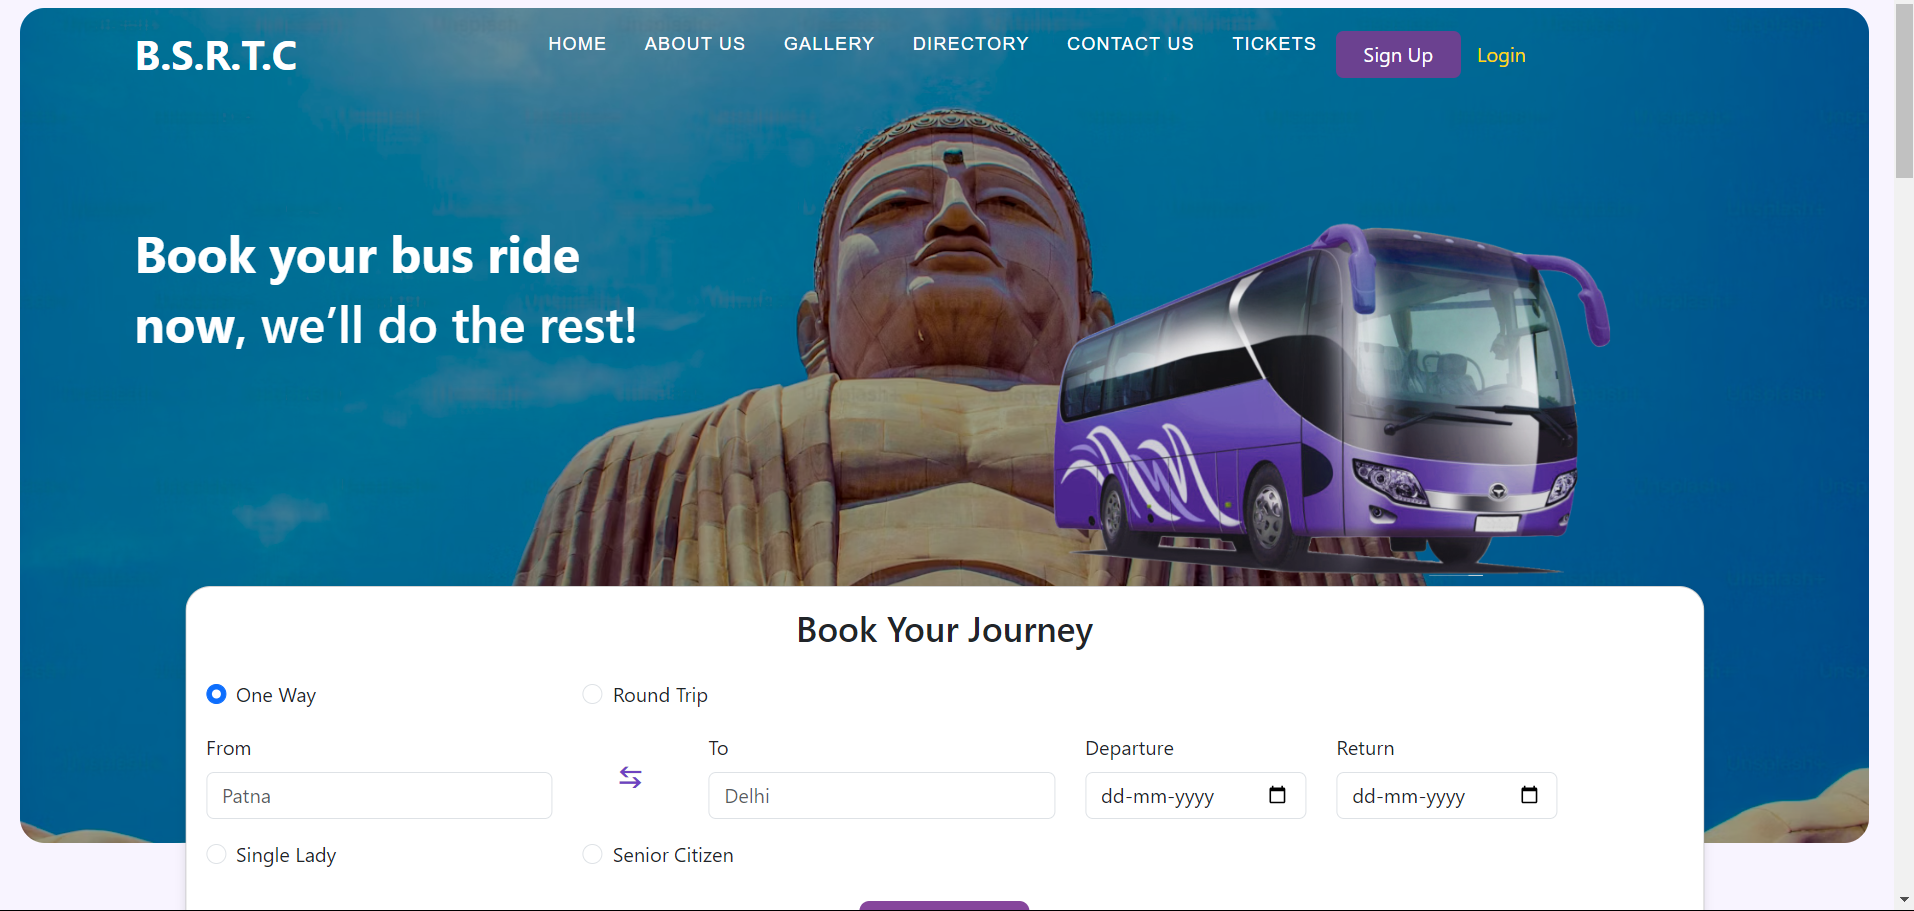 B.S.R.T.C
HOME ABOUT US GALLERY DIRECTORY CONTACT US TICKETS Sign Up Login
Book your bus ride
now, we’ll do the rest!
Book Your Journey
One Way Round Trip
From To Departure Return
Patna Delhi dd-mm-yyyy dd-mm-yyyy
Single Lady Senior Citizen